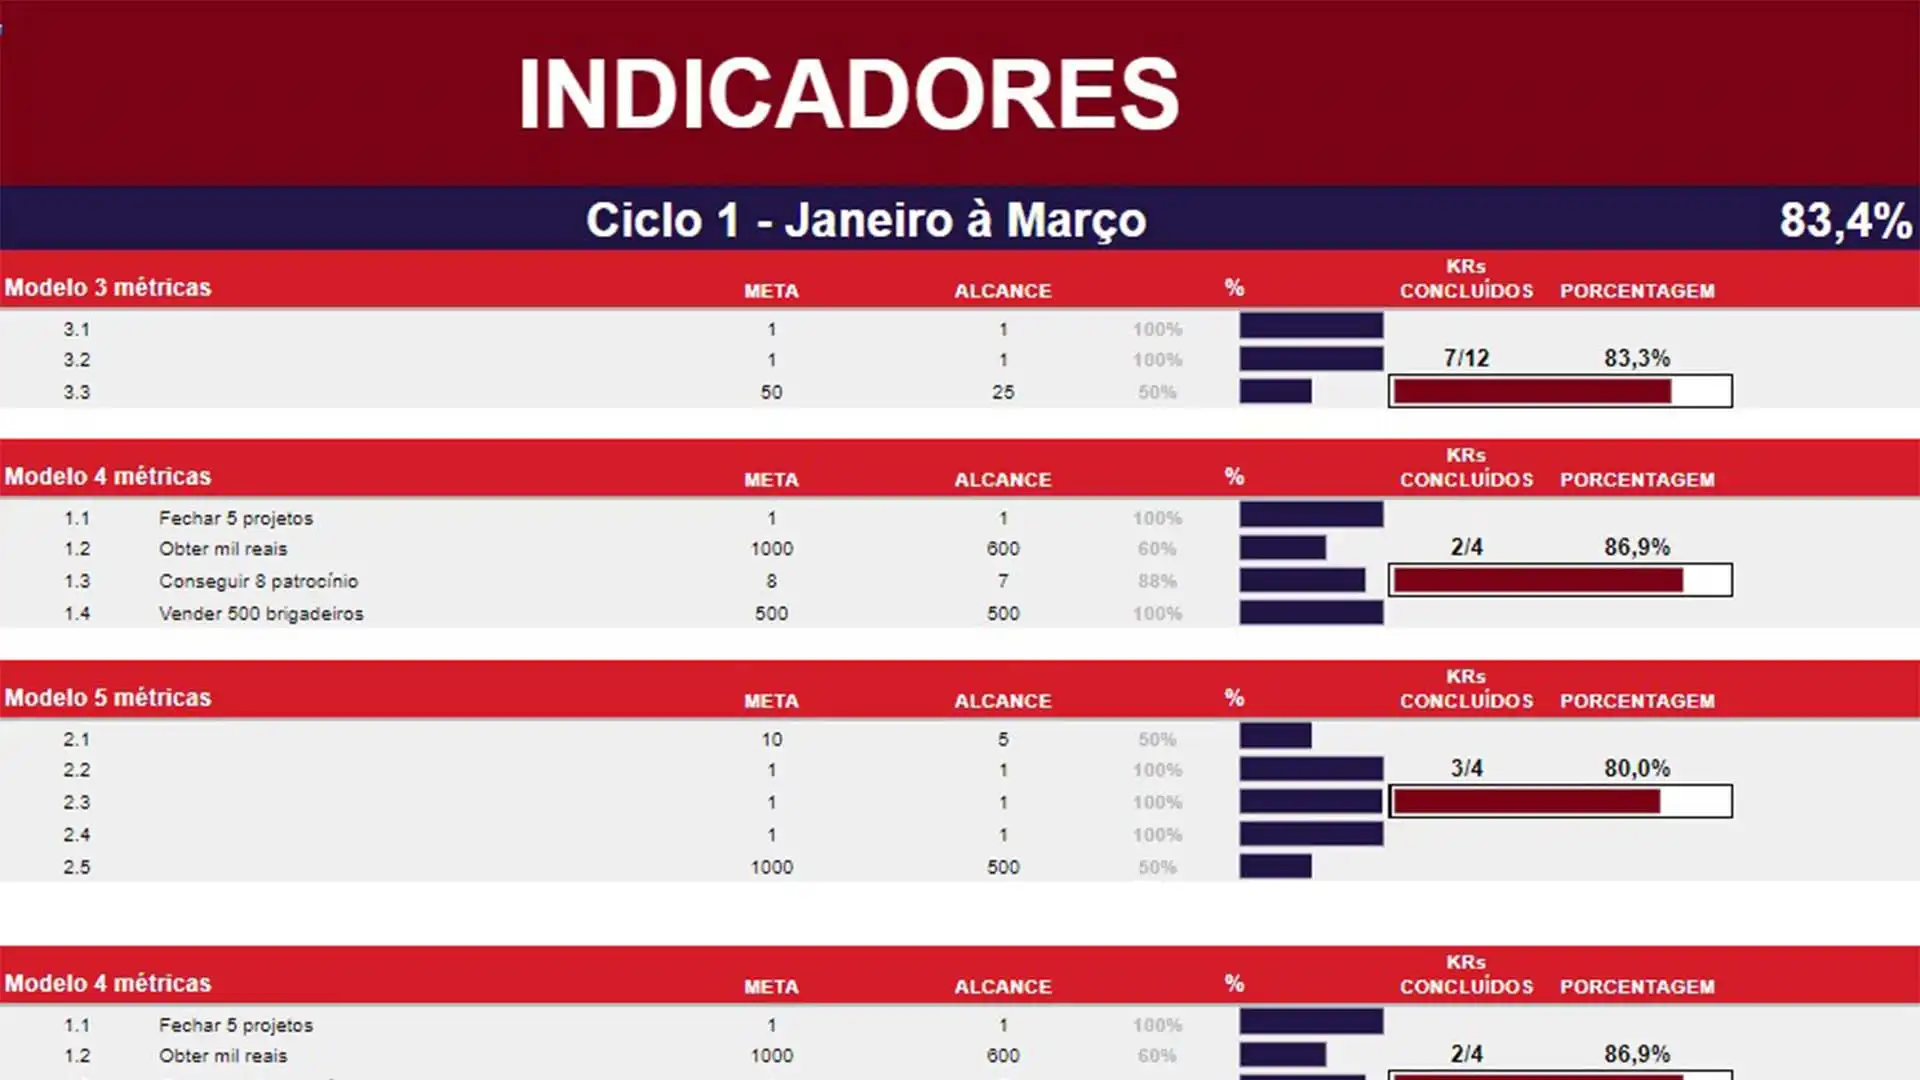 INDICADORES
Ciclo 1 - Janeiro à Março 83,4%
Modelo 3 métricas META ALCANCE % KRs CONCLUÍDOS PORCENTAGEM
3.1 1 1 100%
3.2 1 1 100% 7/12 83,3%
3.3 50 25 50%
Modelo 4 métricas META ALCANCE % KRs CONCLUÍDOS PORCENTAGEM
1.1 Fechar 5 projetos 1 1 100%
1.2 Obter mil reais 1000 600 60% 2/4 86,9%
1.3 Conseguir 8 patrocínio 8 7 88%
1.4 Vender 500 brigadeiros 500 500 100%
Modelo 5 métricas META ALCANCE % KRs CONCLUÍDOS PORCENTAGEM
2.1 10 5 50%
2.2 1 1 100% 3/4 80,0%
2.3 1 1 100%
2.4 1 1 100%
2.5 1000 500 50%
Modelo 4 métricas META ALCANCE % KRs CONCLUÍDOS PORCENTAGEM
1.1 Fechar 5 projetos 1 1 100%
1.2 Obter mil reais 1000 600 60% 2/4 86,9%